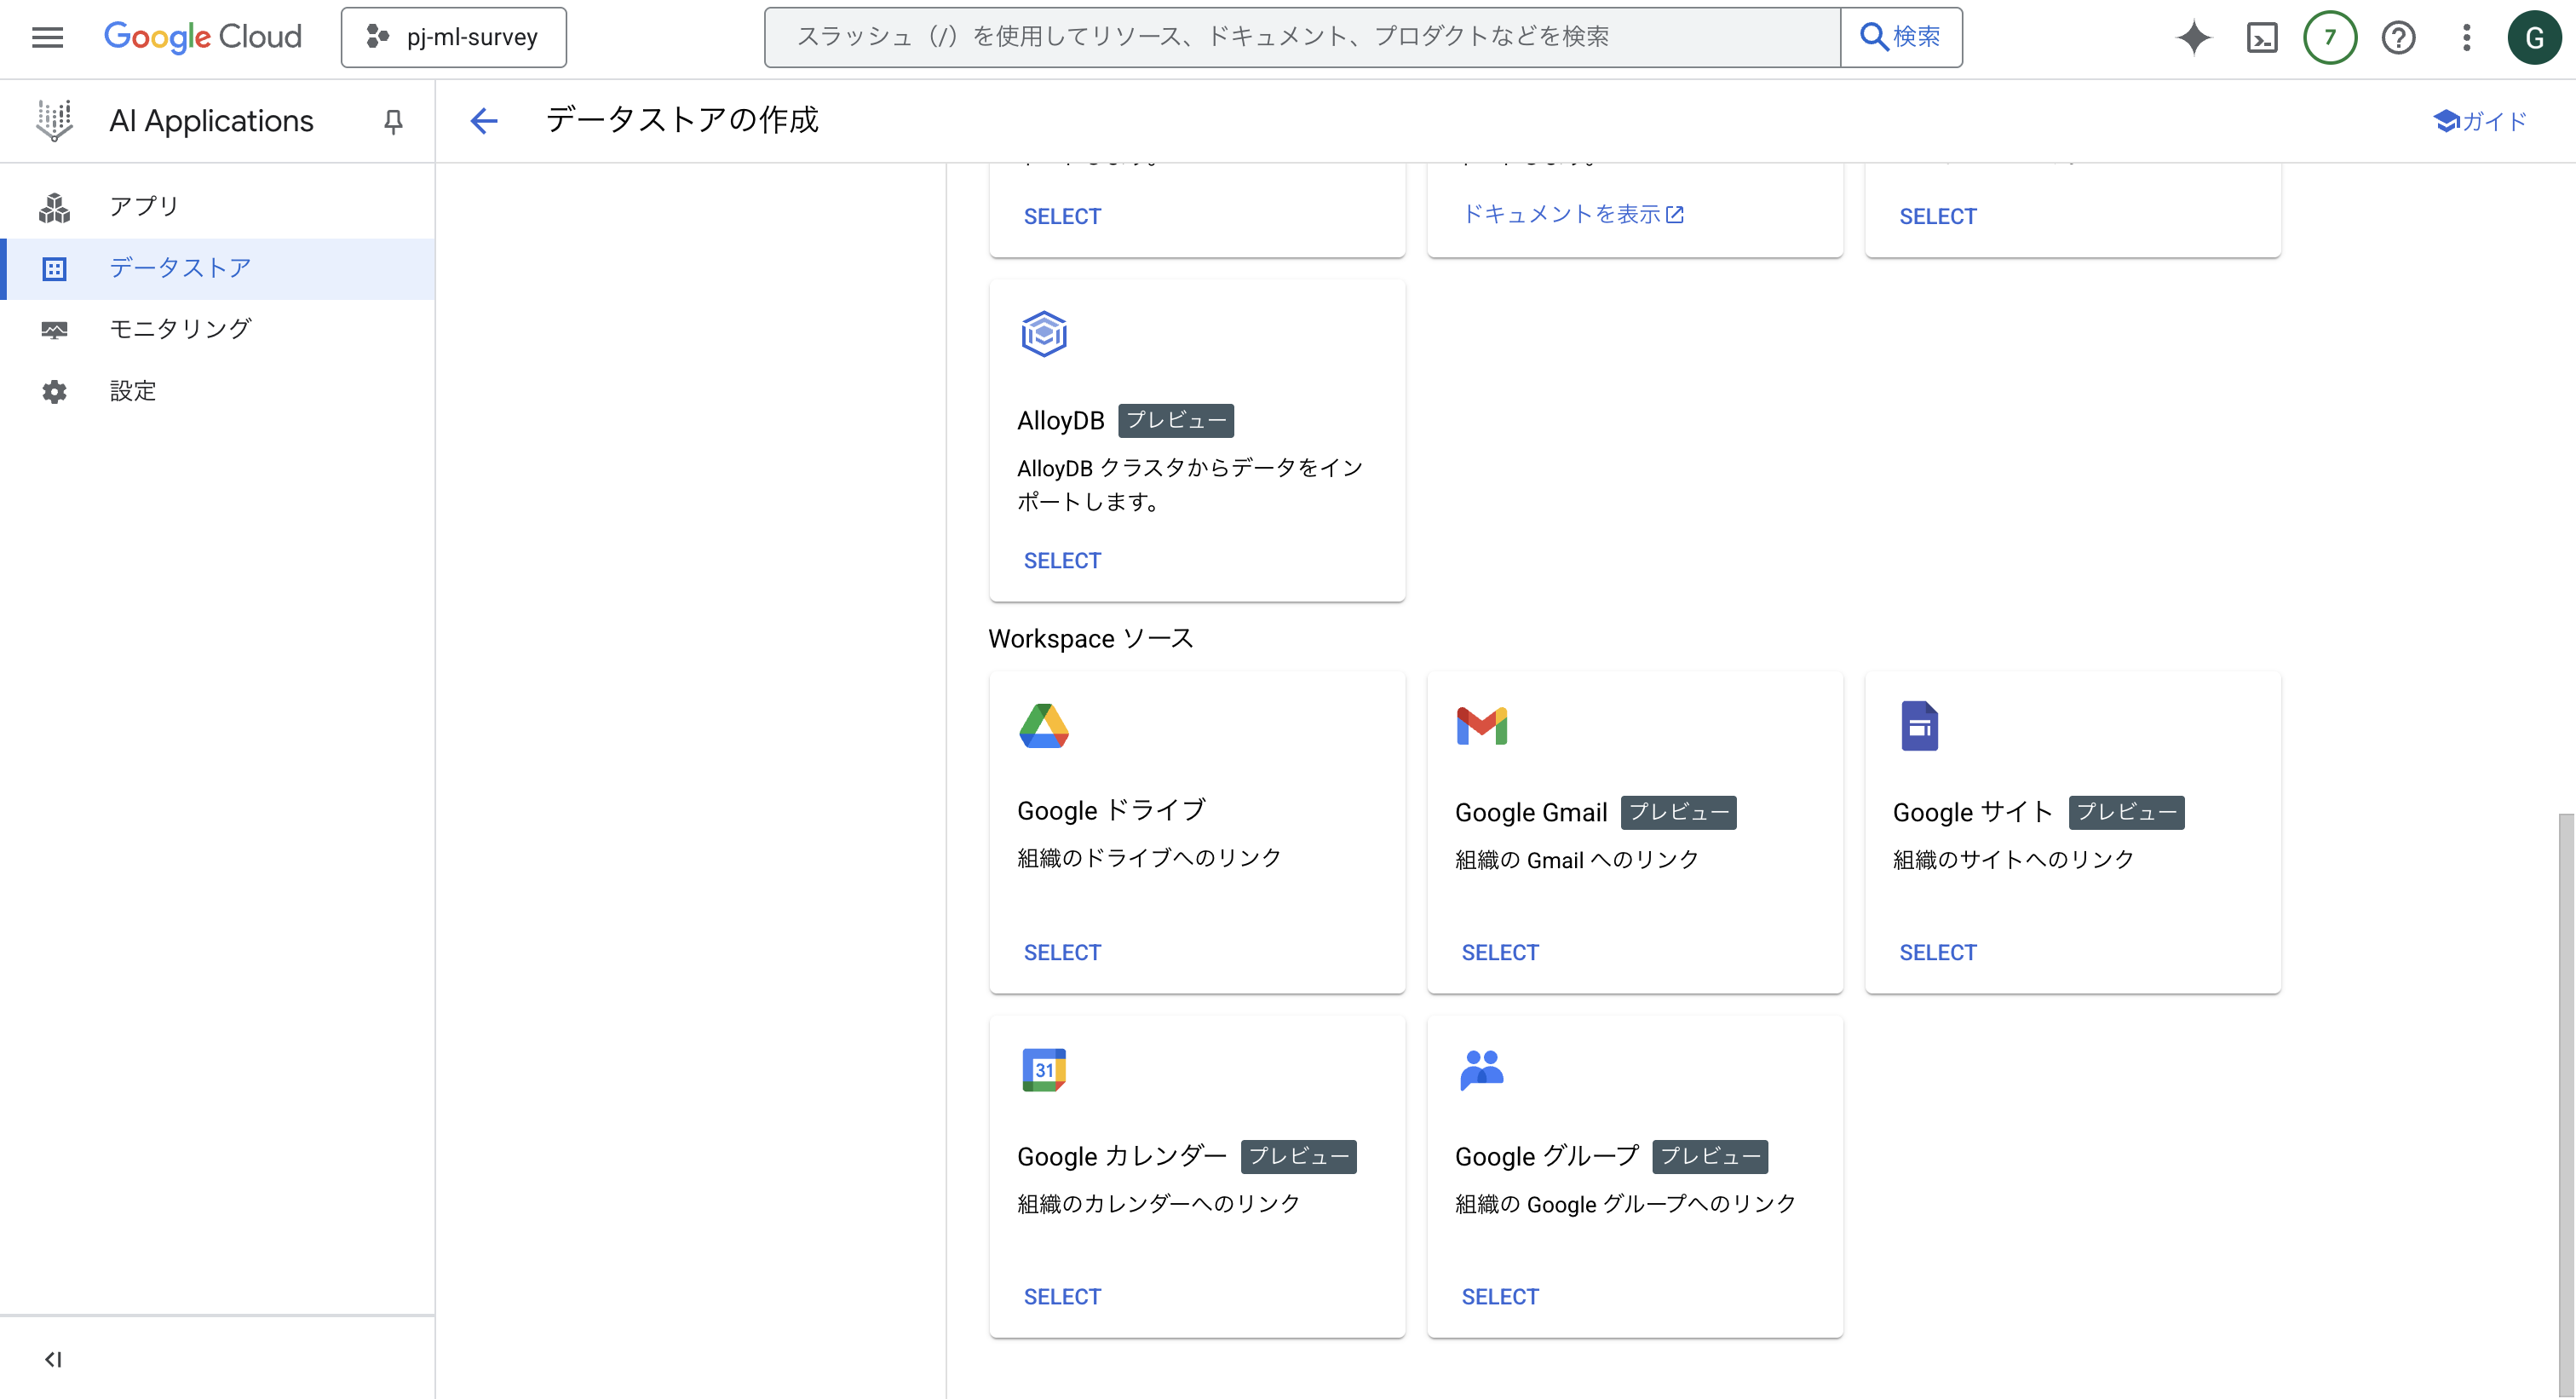 Google Cloud
pj-ml-survey
スラッシュ（/）を使用してリソース、ドキュメント、プロダクトなどを検索
検索
7
G
AI Applications
データストアの作成
ガイド
アプリ
データストア
モニタリング
設定
SELECT
ドキュメントを表示
SELECT
AlloyDB プレビュー
AlloyDB クラスタからデータをイン
ポートします。
SELECT
Workspace ソース
Google ドライブ
組織のドライブへのリンク
SELECT
Google Gmail プレビュー
組織の Gmail へのリンク
SELECT
Google サイト プレビュー
組織のサイトへのリンク
SELECT
31
Google カレンダー プレビュー
組織のカレンダーへのリンク
SELECT
Google グループ プレビュー
組織の Google グループへのリンク
SELECT